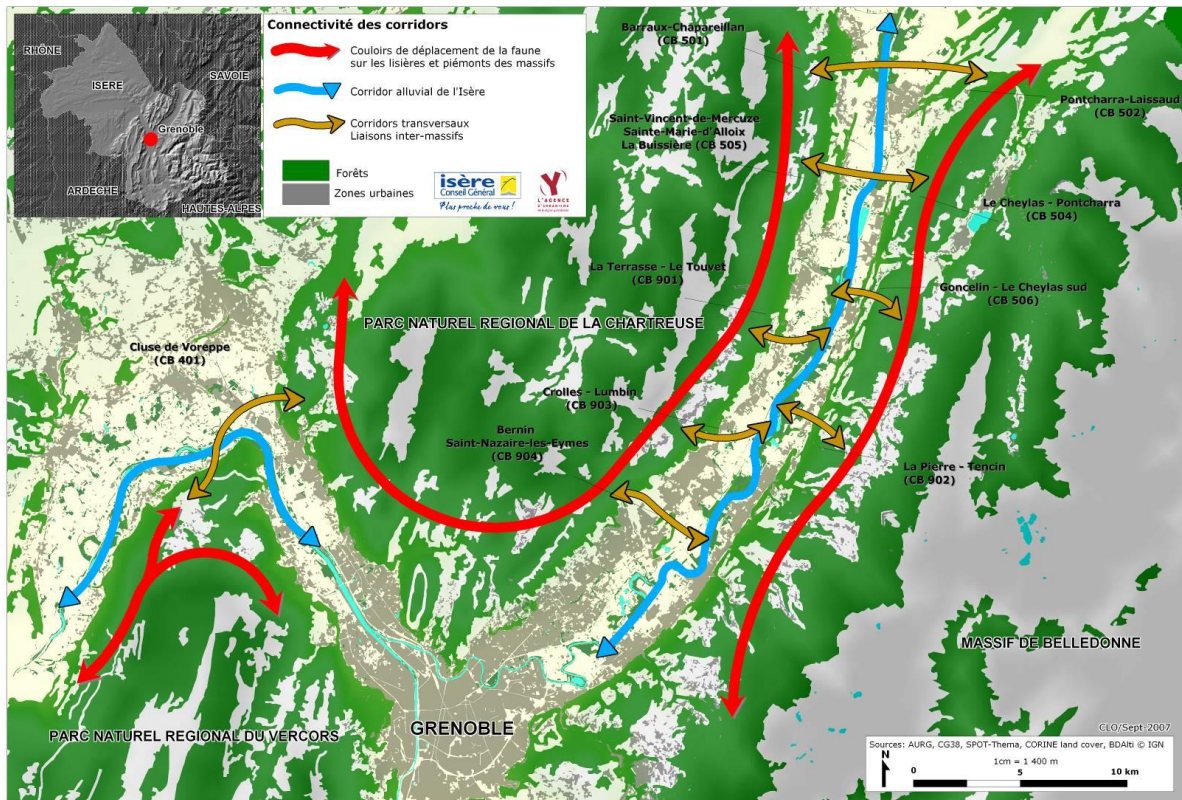 RHÔNE
ISERE
SAVOIE
Grenoble
ARDECHE
HAUTES-ALPES
Connectivité des corridors
Couloirs de déplacement de la faune
sur les lisières et piémonts des massifs
Corridor alluvial de l'Isère
Corridors transversaux
Liaisons inter-massifs
Forêts
Zones urbaines
isère
Conseil Général
Plus proche de vous !
L'AGENCE
D'URBANISME
Barraux-Chapareillan
(CB 501)
Pontcharra-Laissaud
(CB 502)
Saint-Vincent-de-Mercuze
Sainte-Marie-d'Alloix
La Buissière (CB 505)
Le Cheylas - Pontcharra
(CB 504)
La Terrasse - Le Touvet
(CB 901)
Goncelin - Le Cheylas sud
(CB 506)
PARC NATUREL REGIONAL DE LA CHARTREUSE
Cluse de Voreppe
(CB 401)
Crolles - Lumbin
(CB 903)
Bernin
Saint-Nazaire-les-Eymes
(CB 904)
La Pierre - Tencin
(CB 902)
MASSIF DE BELLEDONNE
GRENOBLE
PARC NATUREL REGIONAL DU VERCORS
CLO/Sept-2007
Sources: AURG, CG38, SPOT-Thema, CORINE land cover, BDAlti © IGN
N
1cm = 1 400 m
0 5 10 km